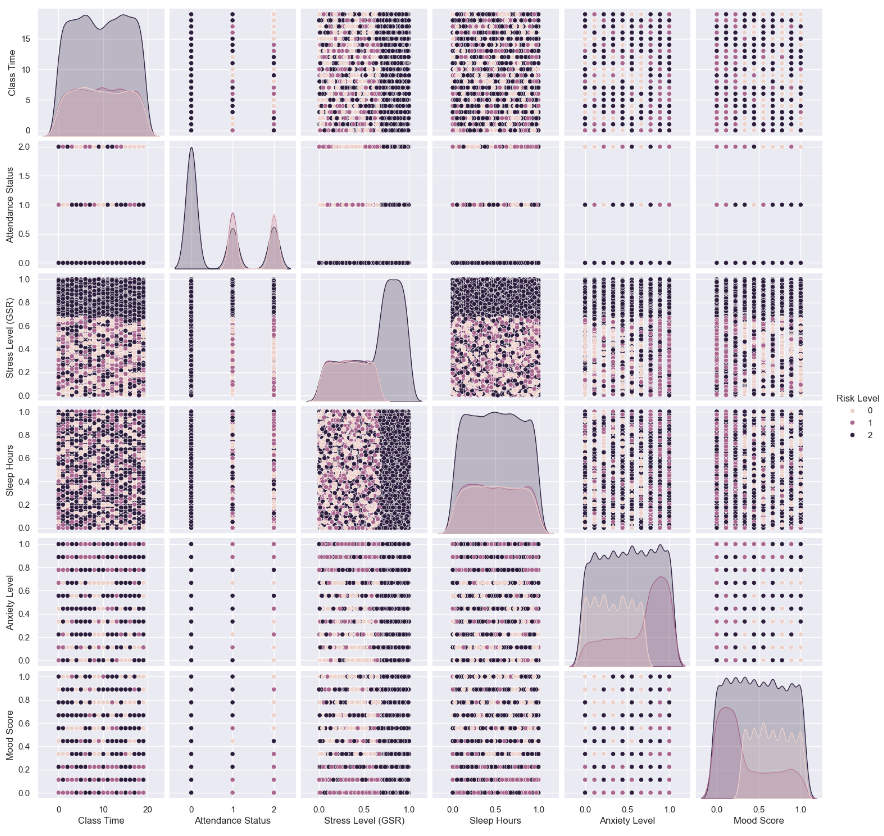 Class Time
15
10
5
0
Attendance Status
2.0
1.5
1.0
0.5
0.0
Stress Level (GSR)
1.0
0.8
0.6
0.4
0.2
0.0
Risk Level
0
1
2
Sleep Hours
1.0
0.8
0.6
0.4
0.2
0.0
Anxiety Level
1.0
0.8
0.6
0.4
0.2
0.0
Mood Score
1.0
0.8
0.6
0.4
0.2
0.0
0 10 20
0 1 2
0.0 0.5 1.0
0.0 0.5 1.0
0.0 0.5 1.0
0.0 0.5 1.0
Class Time
Attendance Status
Stress Level (GSR)
Sleep Hours
Anxiety Level
Mood Score